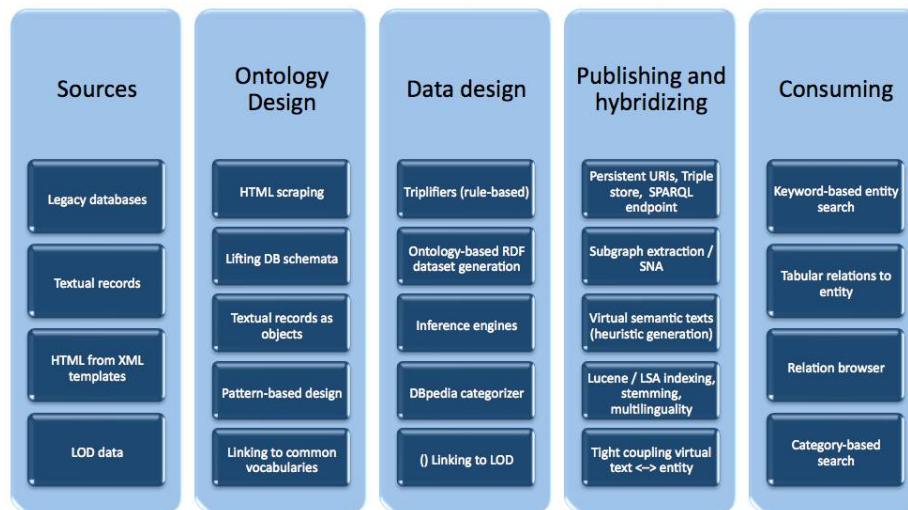 Sources
Legacy databases
Textual records
HTML from XML
templates
LOD data
Ontology
Design
HTML scraping
Lifting DB schemata
Textual records as
objects
Pattern-based design
Linking to common
vocabularies
Data design
Triplifiers (rule-based)
Ontology-based RDF
dataset generation
Inference engines
DBpedia categorizer
() Linking to LOD
Publishing and
hybridizing
Persistent URIs, Triple
store, SPARQL
endpoint
Subgraph extraction /
SNA
Virtual semantic texts
(heuristic generation)
Lucene / LSA indexing,
stemming,
multilinguality
Tight coupling virtual
text <--> entity
Consuming
Keyword-based entity
search
Tabular relations to
entity
Relation browser
Category-based
search